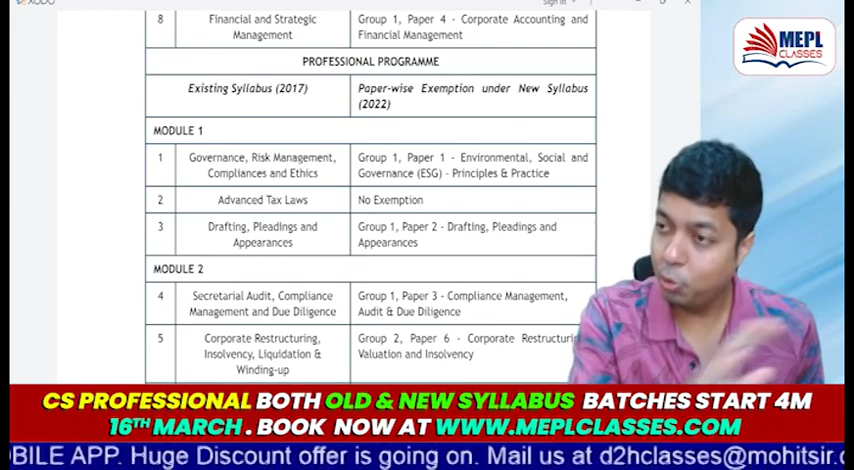 XODO
Sign in
8 Financial and Strategic Group 1, Paper 4 - Corporate Accounting and
Management Financial Management
PROFESSIONAL PROGRAMME
Existing Syllabus (2017) Paper-wise Exemption under New Syllabus
(2022)
MODULE 1
1 Governance, Risk Management, Group 1, Paper 1 - Environmental, Social and
Compliances and Ethics Governance (ESG) - Principles & Practice
2 Advanced Tax Laws No Exemption
3 Drafting, Pleadings and Group 1, Paper 2 - Drafting, Pleadings and
Appearances Appearances
MODULE 2
4 Secretarial Audit, Compliance Group 1, Paper 3 - Compliance Management,
Management and Due Diligence Audit & Due Diligence
5 Corporate Restructuring, Group 2, Paper 6 - Corporate Restructurin
Insolvency, Liquidation & Valuation and Insolvency
Winding-up
MEPL
CLASSES
CS PROFESSIONAL BOTH OLD & NEW SYLLABUS BATCHES START 4M
16TH MARCH . BOOK NOW AT WWW.MEPLCLASSES.COM
OBILE APP. Huge Discount offer is going on. Mail us at d2hclasses@mohitsir.c